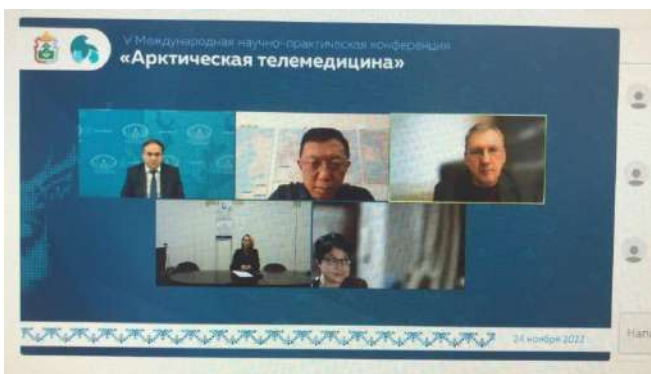 V Международная научно-практическая конференция
«Арктическая телемедицина»
24 ноября 2022